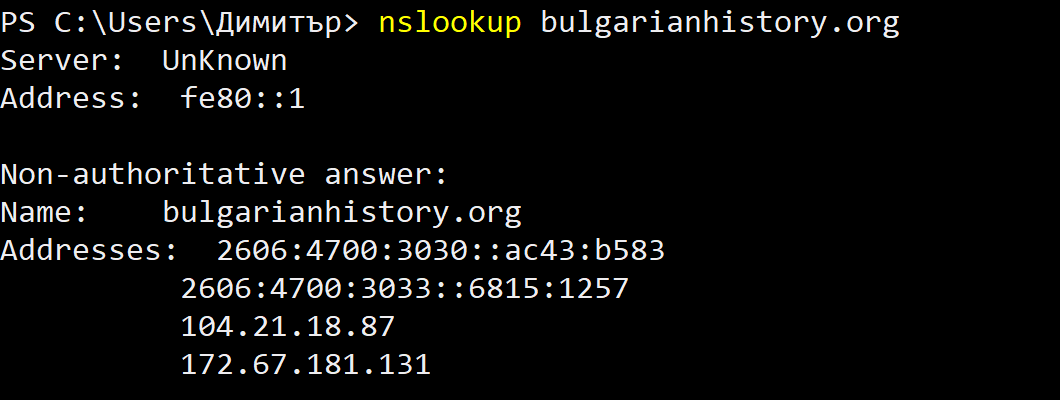 PS C:\Users\Димитър> nslookup bulgarianhistory.org
Server:  UnKnown
Address:  fe80::1
Non-authoritative answer:
Name:    bulgarianhistory.org
Addresses:  2606:4700:3030::ac43:b583
2606:4700:3033::6815:1257
104.21.18.87
172.67.181.131